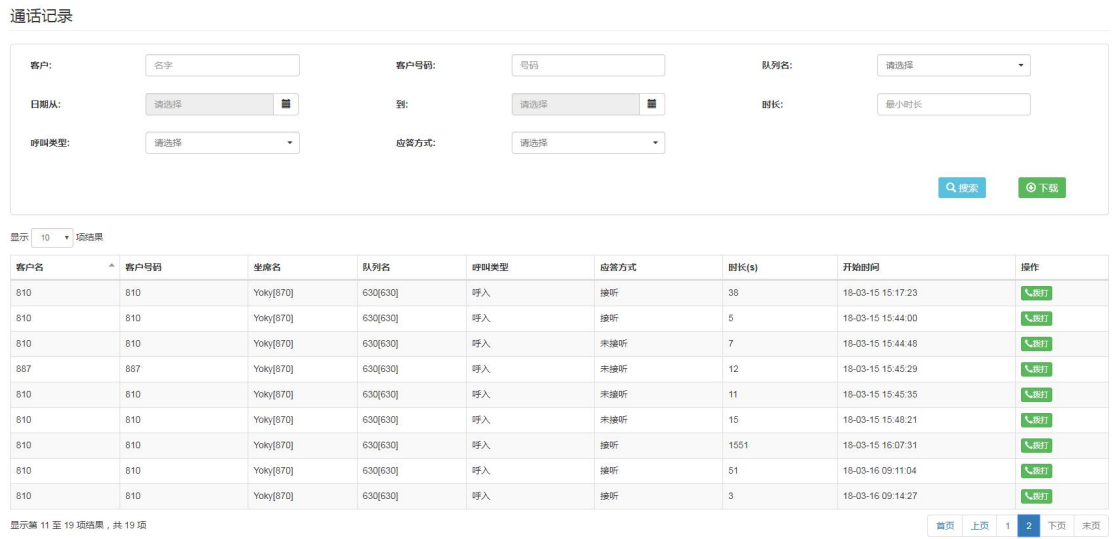 通话记录
客户: 名字 客户号码: 号码 队列名: 请选择
日期从: 请选择 到: 请选择 时长: 最小时长
呼叫类型: 请选择 应答方式: 请选择
搜索 下载
显示 10 项结果
客户名 客户号码 坐席名 队列名 呼叫类型 应答方式 时长(s) 开始时间 操作
810 810 Yoky[870] 630[630] 呼入 接听 38 18-03-15 15:17:23 拨打
810 810 Yoky[870] 630[630] 呼入 接听 5 18-03-15 15:44:00 拨打
810 810 Yoky[870] 630[630] 呼入 未接听 7 18-03-15 15:44:48 拨打
887 887 Yoky[870] 630[630] 呼入 未接听 12 18-03-15 15:45:29 拨打
810 810 Yoky[870] 630[630] 呼入 未接听 11 18-03-15 15:45:35 拨打
810 810 Yoky[870] 630[630] 呼入 未接听 15 18-03-15 15:48:21 拨打
810 810 Yoky[870] 630[630] 呼入 接听 1551 18-03-15 16:07:31 拨打
810 810 Yoky[870] 630[630] 呼入 接听 51 18-03-16 09:11:04 拨打
810 810 Yoky[870] 630[630] 呼入 接听 3 18-03-16 09:14:27 拨打
显示第 11 至 19 项结果，共 19 项 首页 上页 1 2 下页 末页